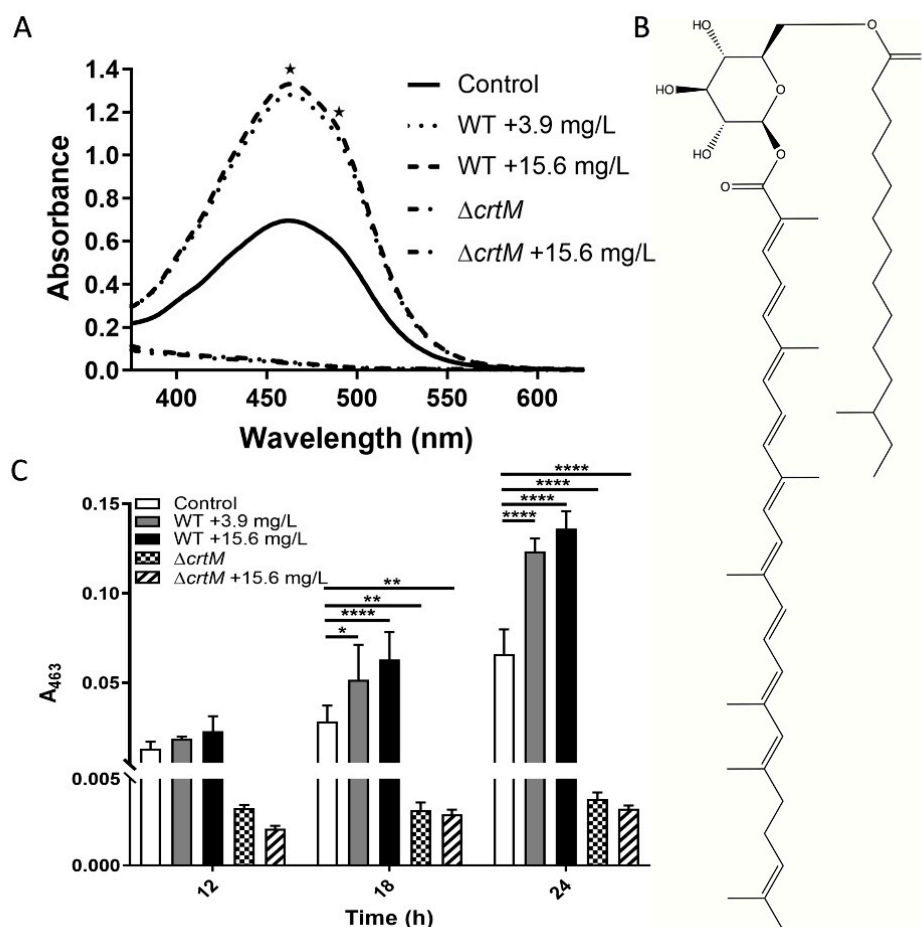 A
1.4
1.2
1.0
0.8
0.6
0.4
0.2
0.0
Absorbance
400 450 500 550 600
Wavelength (nm)
★
★
Control
WT +3.9 mg/L
WT +15.6 mg/L
ΔcrtM
ΔcrtM +15.6 mg/L
B
HO
O
HO
O
HO
O
O
C
0.15
0.10
0.05
0.005
0.000
A463
Control
WT +3.9 mg/L
WT +15.6 mg/L
ΔcrtM
ΔcrtM +15.6 mg/L
**
**
****
*
****
****
****
****
12 18 24
Time (h)